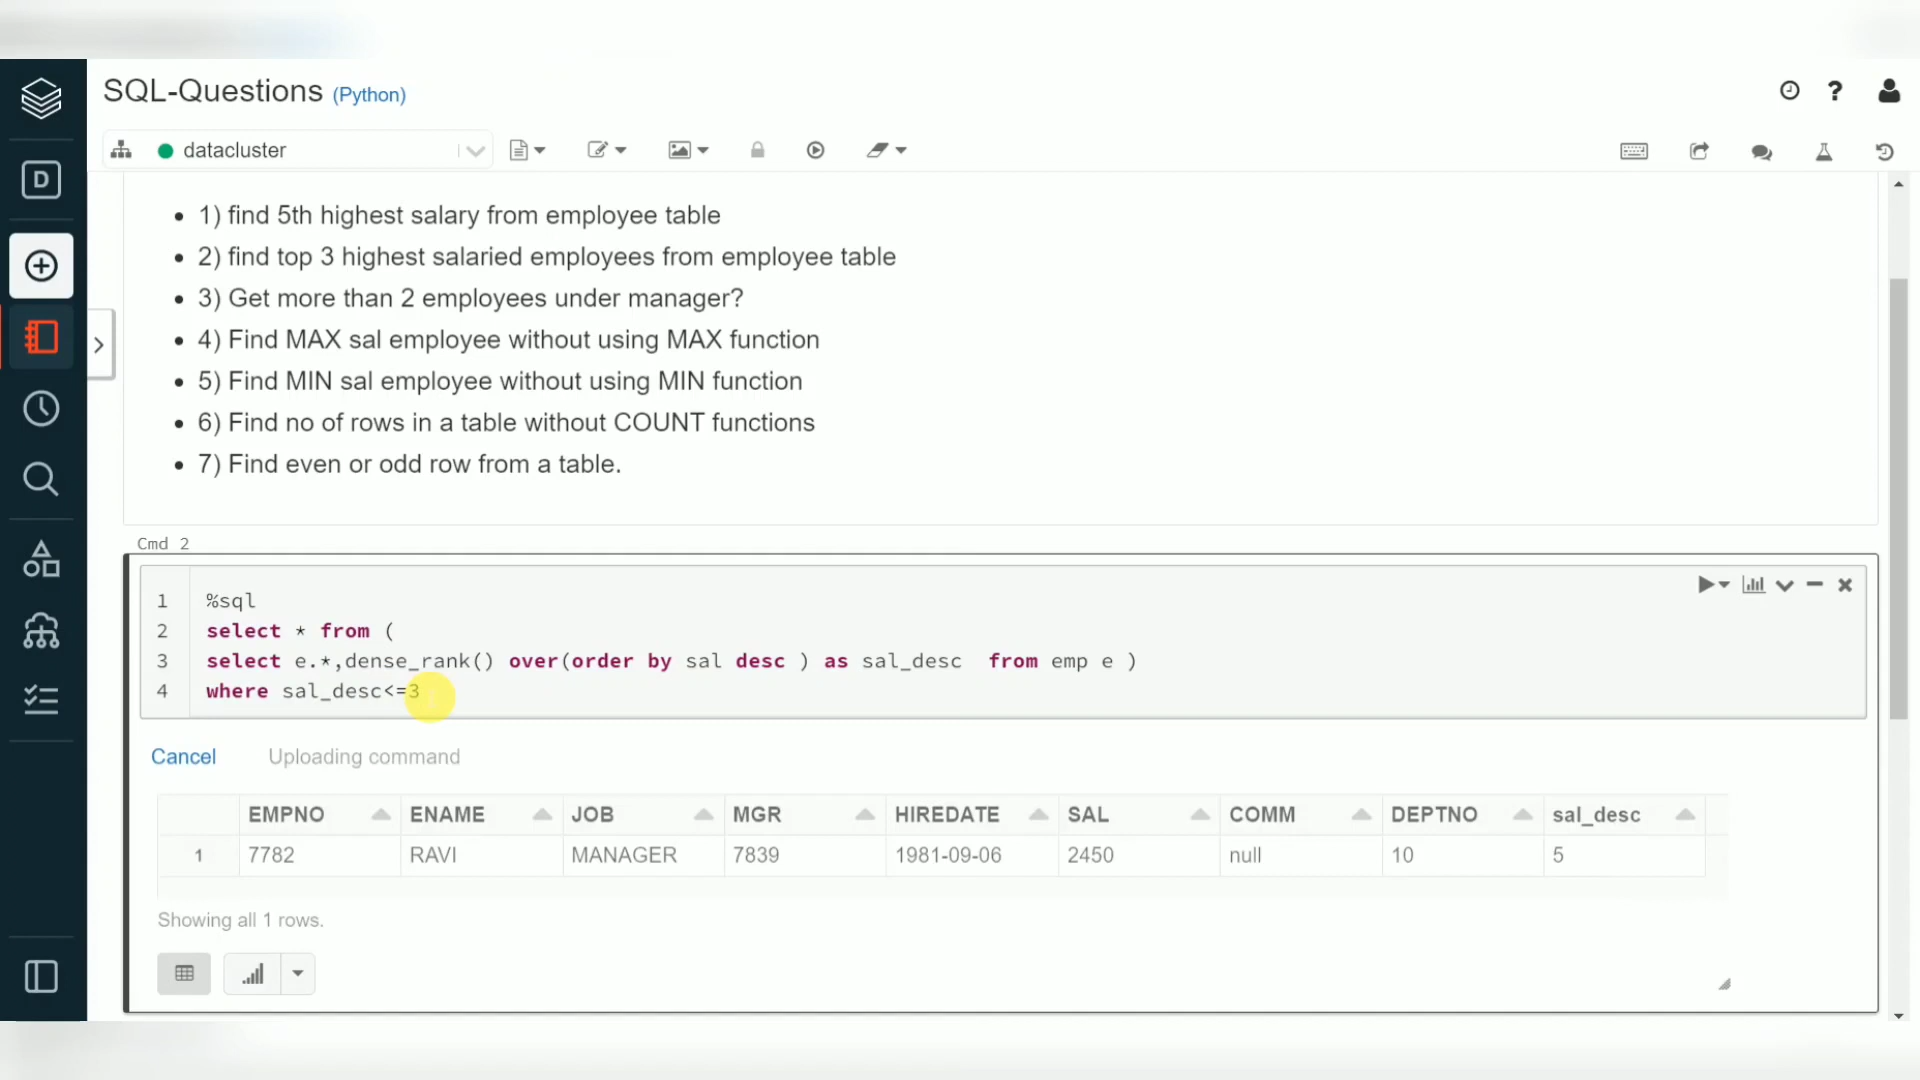 SQL-Questions (Python)
datacluster
D
• 1) find 5th highest salary from employee table
• 2) find top 3 highest salaried employees from employee table
• 3) Get more than 2 employees under manager?
• 4) Find MAX sal employee without using MAX function
• 5) Find MIN sal employee without using MIN function
• 6) Find no of rows in a table without COUNT functions
• 7) Find even or odd row from a table.
Cmd 2
1 %sql
2 select * from (
3 select e.*,dense_rank() over(order by sal desc ) as sal_desc  from emp e )
4 where sal_desc<=3
Cancel Uploading command
EMPNO ENAME JOB MGR HIREDATE SAL COMM DEPTNO sal_desc
1 7782 RAVI MANAGER 7839 1981-09-06 2450 null 10 5
Showing all 1 rows.